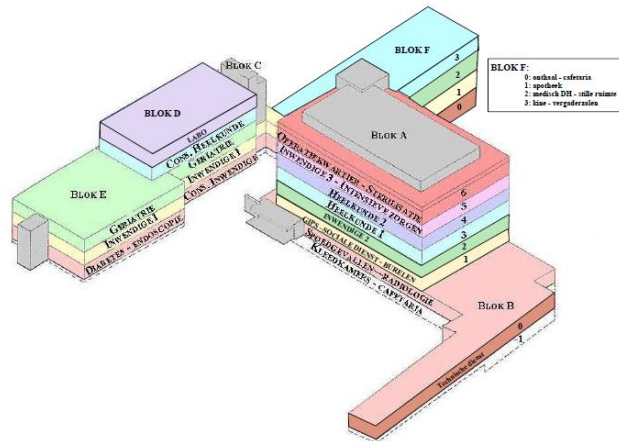 BLOK F
BLOK F:
0: onthaal - cafetaria
1: apotheek
2: medisch DH - stille ruimte
3: kine - vergaderzalen
3
2
1
0
BLOK C
BLOK D
LABO
CONS. HEELKUNDE
GERIATRIE
INWENDIGE I
CONS. INWENDIGE
BLOK A
OPERATIEKWARTIER - STERILISATIE
INWENDIGE 3 - INTENSIEVE ZORGEN
HEELKUNDE 2
HEELKUNDE 1
INWENDIGE 2
GIPS - SOCIALE DIENST - BURELEN
SPOEDGEVALLEN - RADIOLOGIE
KLEEDKAMERS - CAFETARIA
6
5
4
3
2
1
BLOK E
GERIATRIE
INWENDIGE I
DIABETES - ENDOSCOPIE
BLOK B
0
-1
Technische dienst